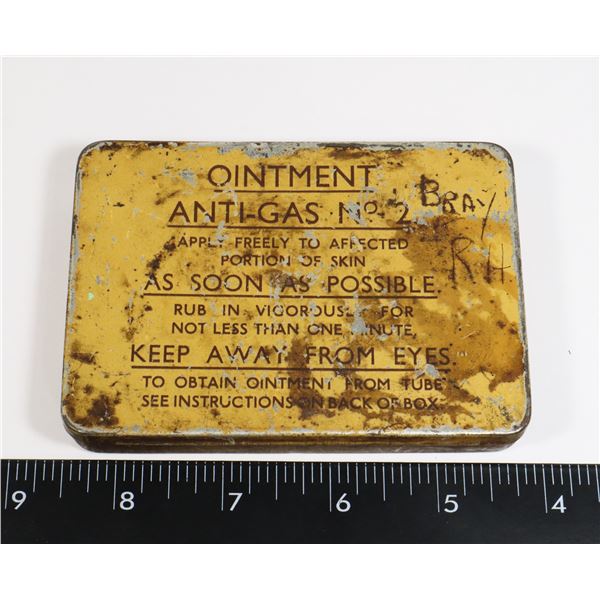 OINTMENT
ANTI-GAS Nº 2
BRAY
R H
APPLY FREELY TO AFFECTED
PORTION OF SKIN
AS SOON AS POSSIBLE.
RUB IN VIGOROUSLY FOR
NOT LESS THAN ONE MINUTE,
KEEP AWAY FROM EYES
TO OBTAIN OINTMENT FROM TUBE
SEE INSTRUCTIONS ON BACK OF BOX
9 8 7 6 5 4